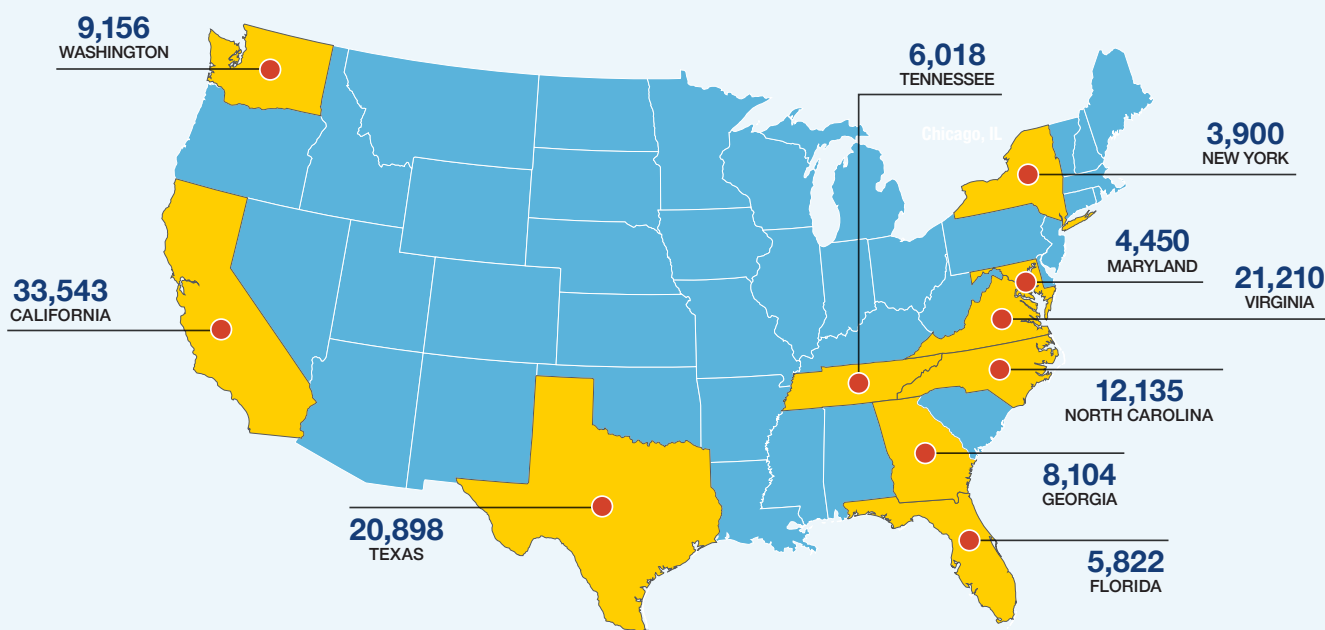 9,156
WASHINGTON
6,018
TENNESSEE
Chicago, IL
3,900
NEW YORK
4,450
MARYLAND
21,210
VIRGINIA
33,543
CALIFORNIA
12,135
NORTH CAROLINA
8,104
GEORGIA
20,898
TEXAS
5,822
FLORIDA